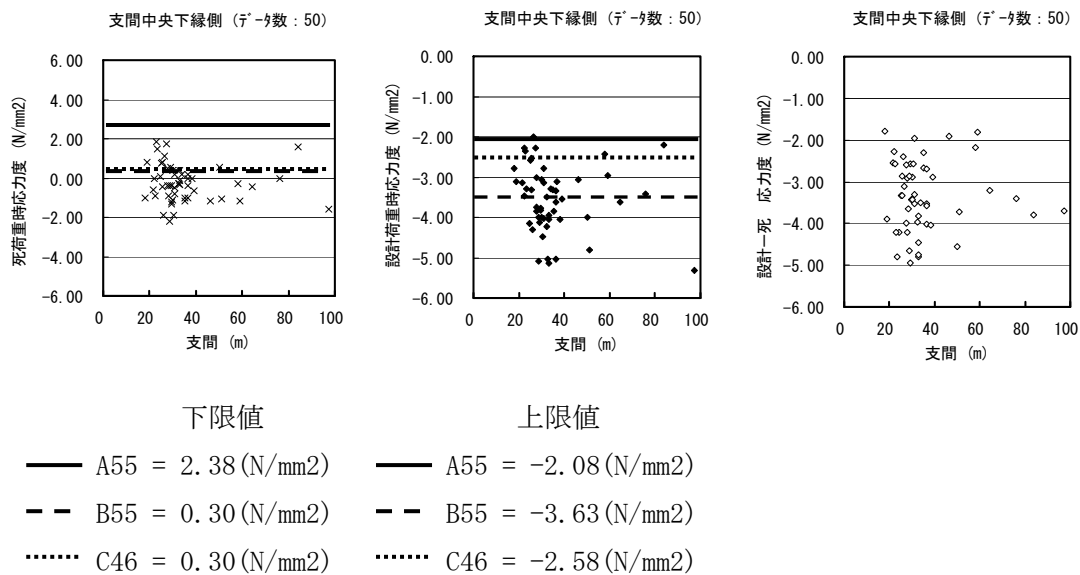 支間中央下縁側 (ﾃﾞｰﾀ数：50)
死荷重時応力度 (N/mm2)
6.00
4.00
2.00
0.00
-2.00
-4.00
-6.00
0 20 40 60 80 100
支間 (m)
支間中央下縁側 (ﾃﾞｰﾀ数：50)
設計荷重時応力度 (N/mm2)
0.00
-1.00
-2.00
-3.00
-4.00
-5.00
-6.00
0 20 40 60 80 100
支間 (m)
支間中央下縁側 (ﾃﾞｰﾀ数：50)
設計－死 応力度 (N/mm2)
0.00
-1.00
-2.00
-3.00
-4.00
-5.00
-6.00
0 20 40 60 80 100
支間 (m)
下限値
A55 = 2.38(N/mm2)
B55 = 0.30(N/mm2)
C46 = 0.30(N/mm2)
上限値
A55 = -2.08(N/mm2)
B55 = -3.63(N/mm2)
C46 = -2.58(N/mm2)